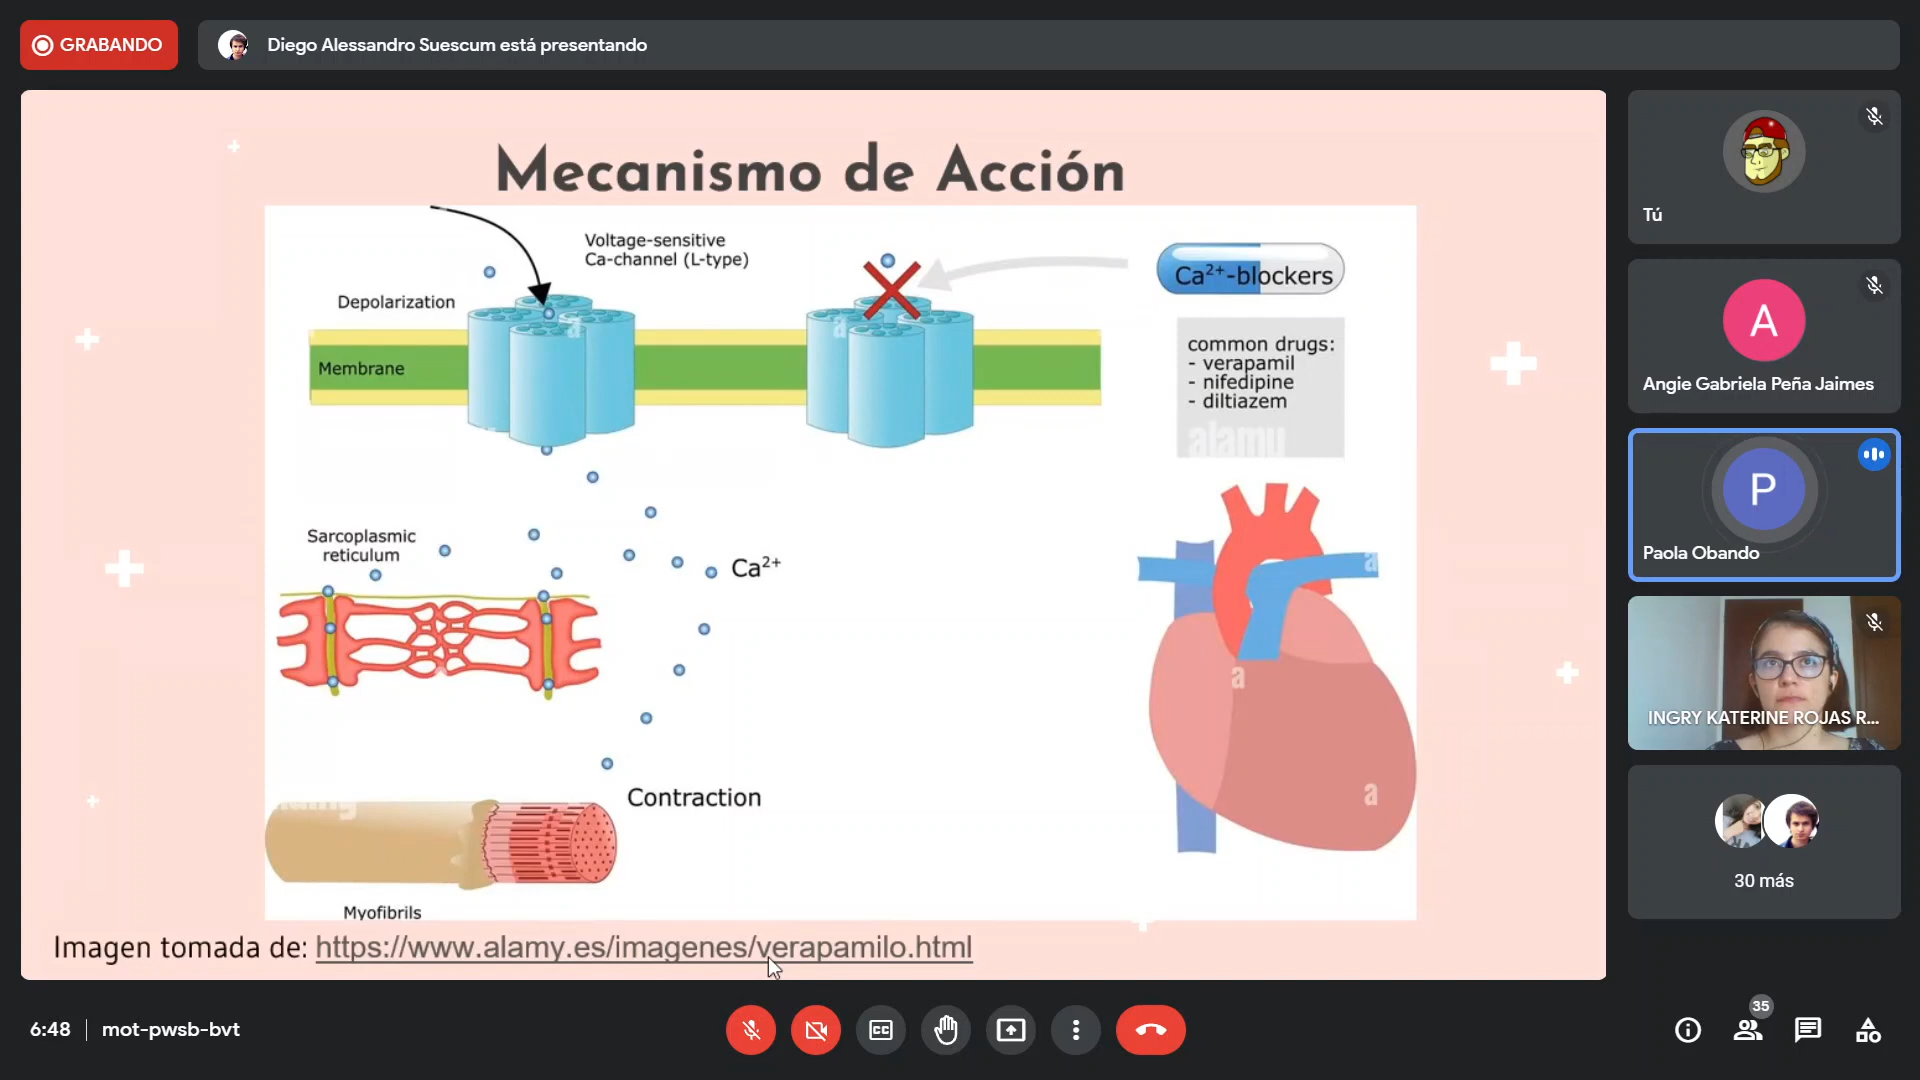 GRABANDO
Diego Alessandro Suescum está presentando
Mecanismo de Acción
Voltage-sensitive
Ca-channel (L-type)
Depolarization
Membrane
Ca²⁺-blockers
common drugs:
- verapamil
- nifedipine
- diltiazem
alamy
a
a
Sarcoplasmic
reticulum
Ca²⁺
a
a
a
Contraction
Myofibrils
Imagen tomada de: https://www.alamy.es/imagenes/verapamilo.html
Tú
A
Angie Gabriela Peña Jaimes
P
Paola Obando
INGRY KATERINE ROJAS R...
30 más
6:48
mot-pwsb-bvt
CC
35